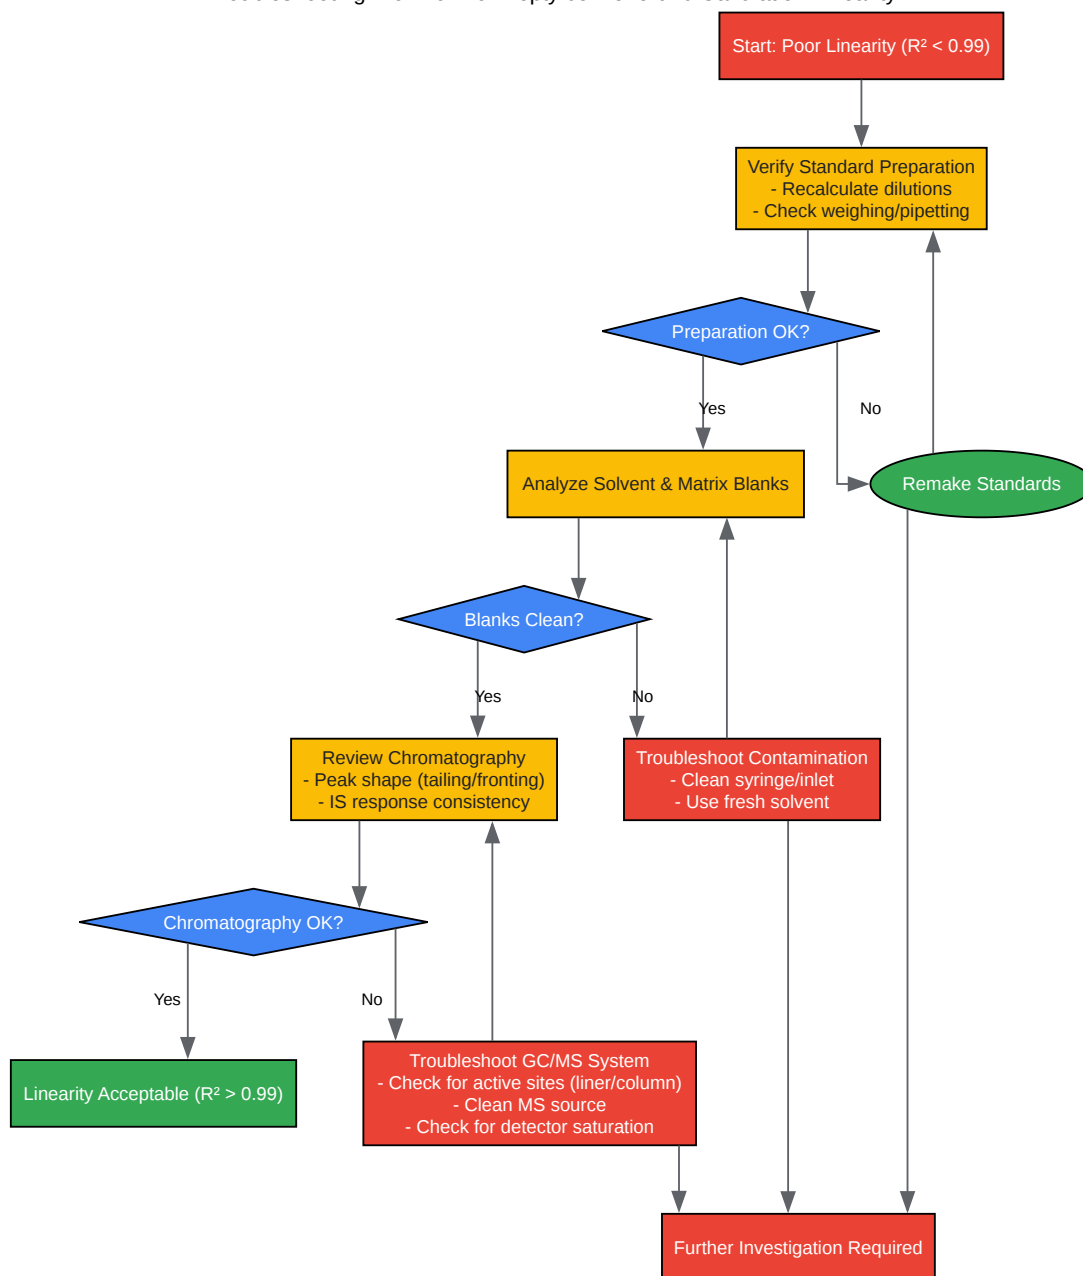 Start: Poor Linearity (R² < 0.99)
Verify Standard Preparation
- Recalculate dilutions
- Check weighing/pipetting
Preparation OK?
Yes
No
Analyze Solvent & Matrix Blanks
Remake Standards
Blanks Clean?
Yes
No
Review Chromatography
- Peak shape (tailing/fronting)
- IS response consistency
Troubleshoot Contamination
- Clean syringe/inlet
- Use fresh solvent
Chromatography OK?
Yes
No
Linearity Acceptable (R² > 0.99)
Troubleshoot GC/MS System
- Check for active sites (liner/column)
- Clean MS source
- Check for detector saturation
Further Investigation Required